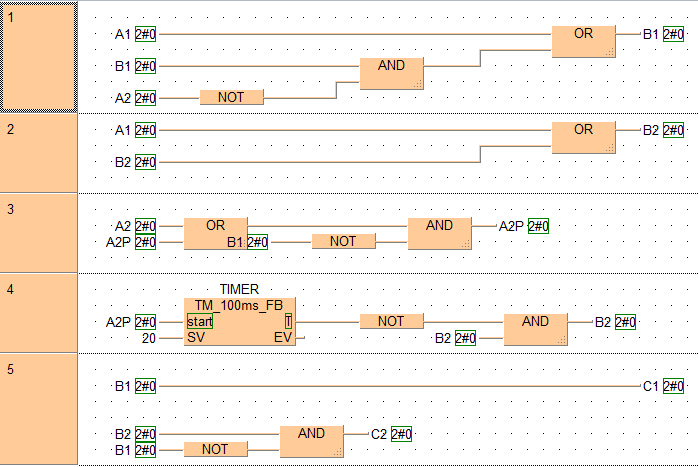 1
A1 2#0 OR B1 2#0
B1 2#0 AND
A2 2#0 NOT
2
A1 2#0 OR B2 2#0
B2 2#0
3
A2 2#0 OR AND A2P 2#0
A2P 2#0 B1 2#0 NOT
4
TIMER
TM_100ms_FB
A2P 2#0 start T NOT AND B2 2#0
20 SV EV B2 2#0
5
B1 2#0 C1 2#0
B2 2#0 AND C2 2#0
B1 2#0 NOT